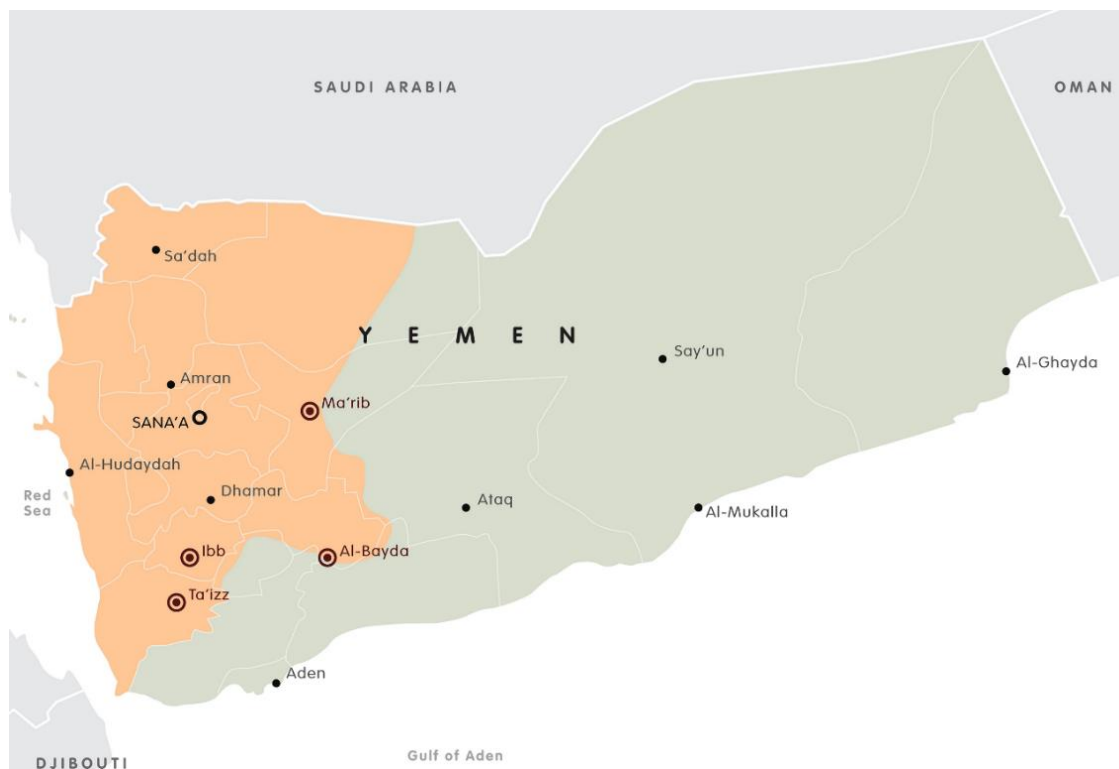 SAUDI ARABIA
OMAN
Sa'dah
YEMEN
Say'un
Al-Ghayda
Amran
Ma'rib
SANA'A
Al-Hudaydah
Dhamar
Red
Sea
Ataq
Al-Mukalla
Ibb
Al-Bayda
Ta'izz
Aden
Gulf of Aden
DJIBOUTI